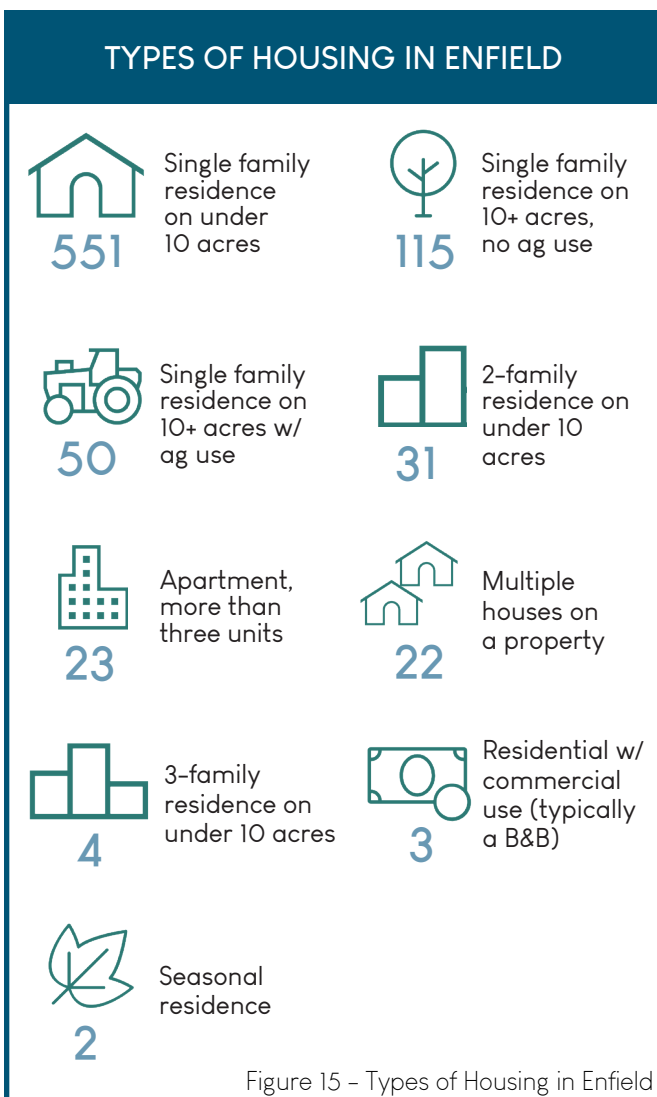 TYPES OF HOUSING IN ENFIELD
Single family
residence
on under
10 acres
551
Single family
residence on
10+ acres,
no ag use
115
Single family
residence on
10+ acres w/
ag use
50
2-family
residence on
under 10
acres
31
Apartment,
more than
three units
23
Multiple
houses on
a property
22
3-family
residence on
under 10 acres
4
Residential w/
commercial
use (typically
a B&B)
3
Seasonal
residence
2
Figure 15 – Types of Housing in Enfield